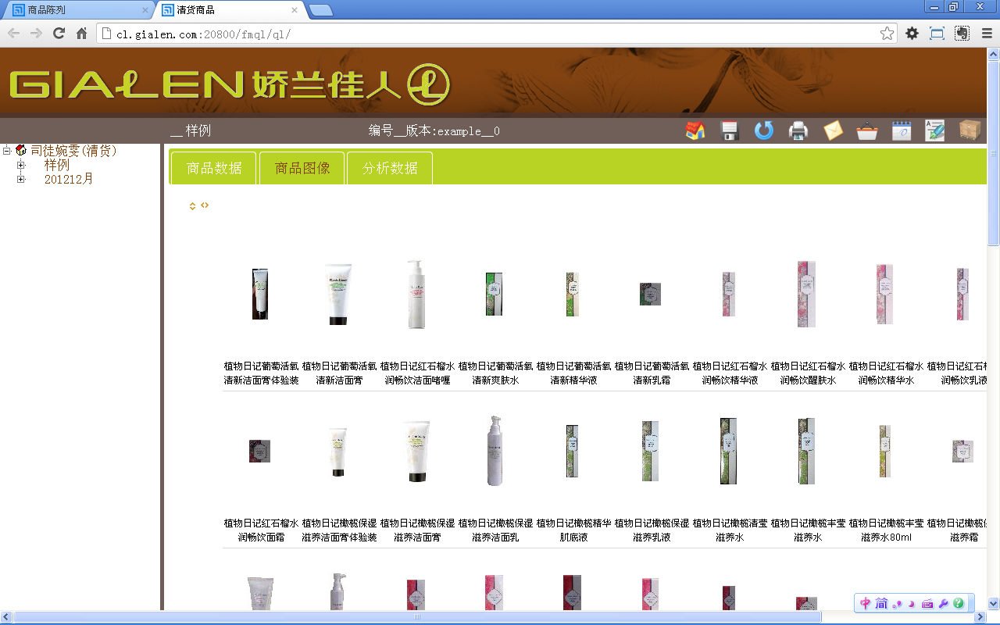 商品陈列
清货商品
cl.gialen.com:20800/fmql/ql/
GIALEN 娇兰佳人
__ 样例 编号__版本:example__0
司徒婉雯(清货)
样例
201212月
商品数据 商品图像 分析数据
植物日记葡萄活氧 植物日记葡萄活氧 植物日记红石榴水 植物日记葡萄活氧 植物日记葡萄活氧 植物日记葡萄活氧 植物日记红石榴水 植物日记红石榴水 植物日记红石榴水 植物日记红石
清新洁面膏体验装 清新洁面膏 润畅饮洁面啫喱 清新爽肤水 清新精华液 清新乳霜 润畅饮精华液 润畅饮醒肤水 润畅饮精华水 润畅饮乳液
植物日记红石榴水 植物日记橄榄保湿 植物日记橄榄保湿 植物日记橄榄保湿 植物日记橄榄精华 植物日记橄榄保湿 植物日记橄榄清莹 植物日记橄榄丰莹 植物日记橄榄丰莹 植物日记橄榄
润畅饮面霜 滋养洁面膏体验装 滋养洁面膏 滋养洁面乳 肌底液 滋养乳液 滋养水 滋养水 滋养水80ml 滋养霜
中 简